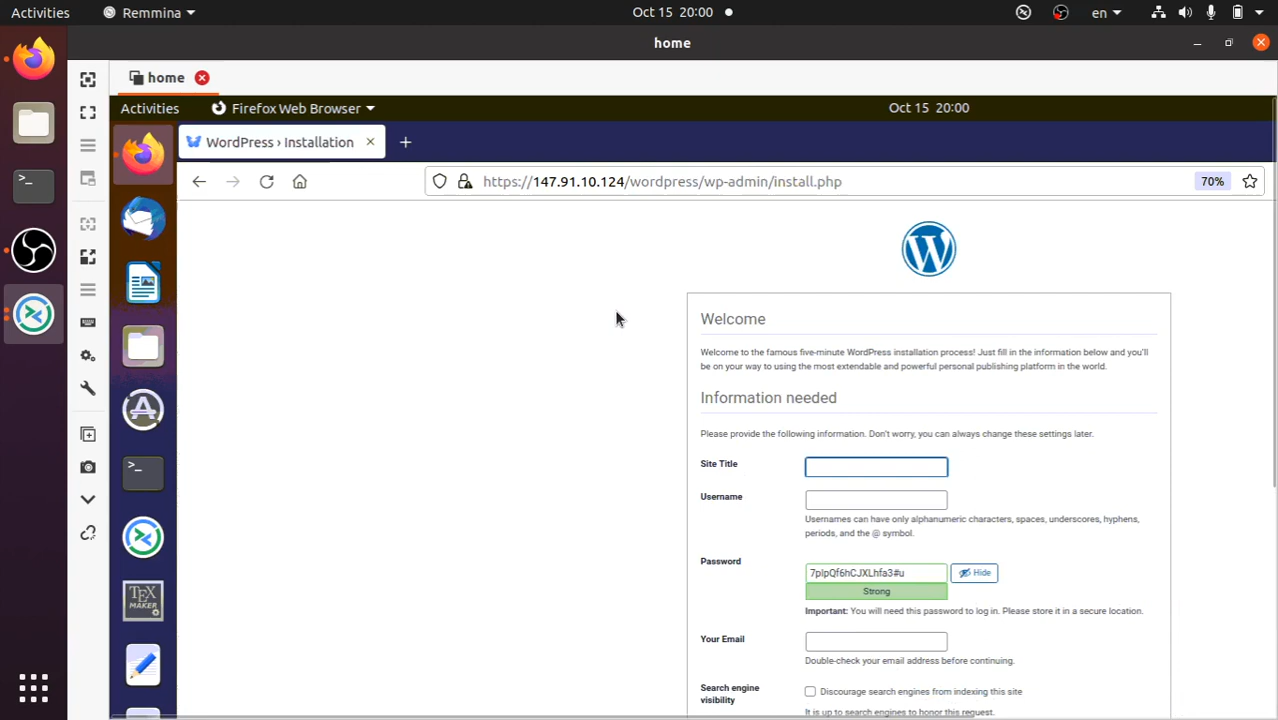 Activities Remmina Oct 15 20:00 en
home
home
Activities Firefox Web Browser Oct 15 20:00
WordPress › Installation
https://147.91.10.124/wordpress/wp-admin/install.php 70%
Welcome
Welcome to the famous five-minute WordPress installation process! Just fill in the information below and you'll
be on your way to using the most extendable and powerful personal publishing platform in the world.
Information needed
Please provide the following information. Don't worry, you can always change these settings later.
Site Title
Username
Usernames can have only alphanumeric characters, spaces, underscores, hyphens,
periods, and the @ symbol.
Password
Hide
Strong
Important: You will need this password to log in. Please store it in a secure location.
Your Email
Double-check your email address before continuing.
Search engine
visibility
Discourage search engines from indexing this site
It is up to search engines to honor this request.
TEX
MAKER